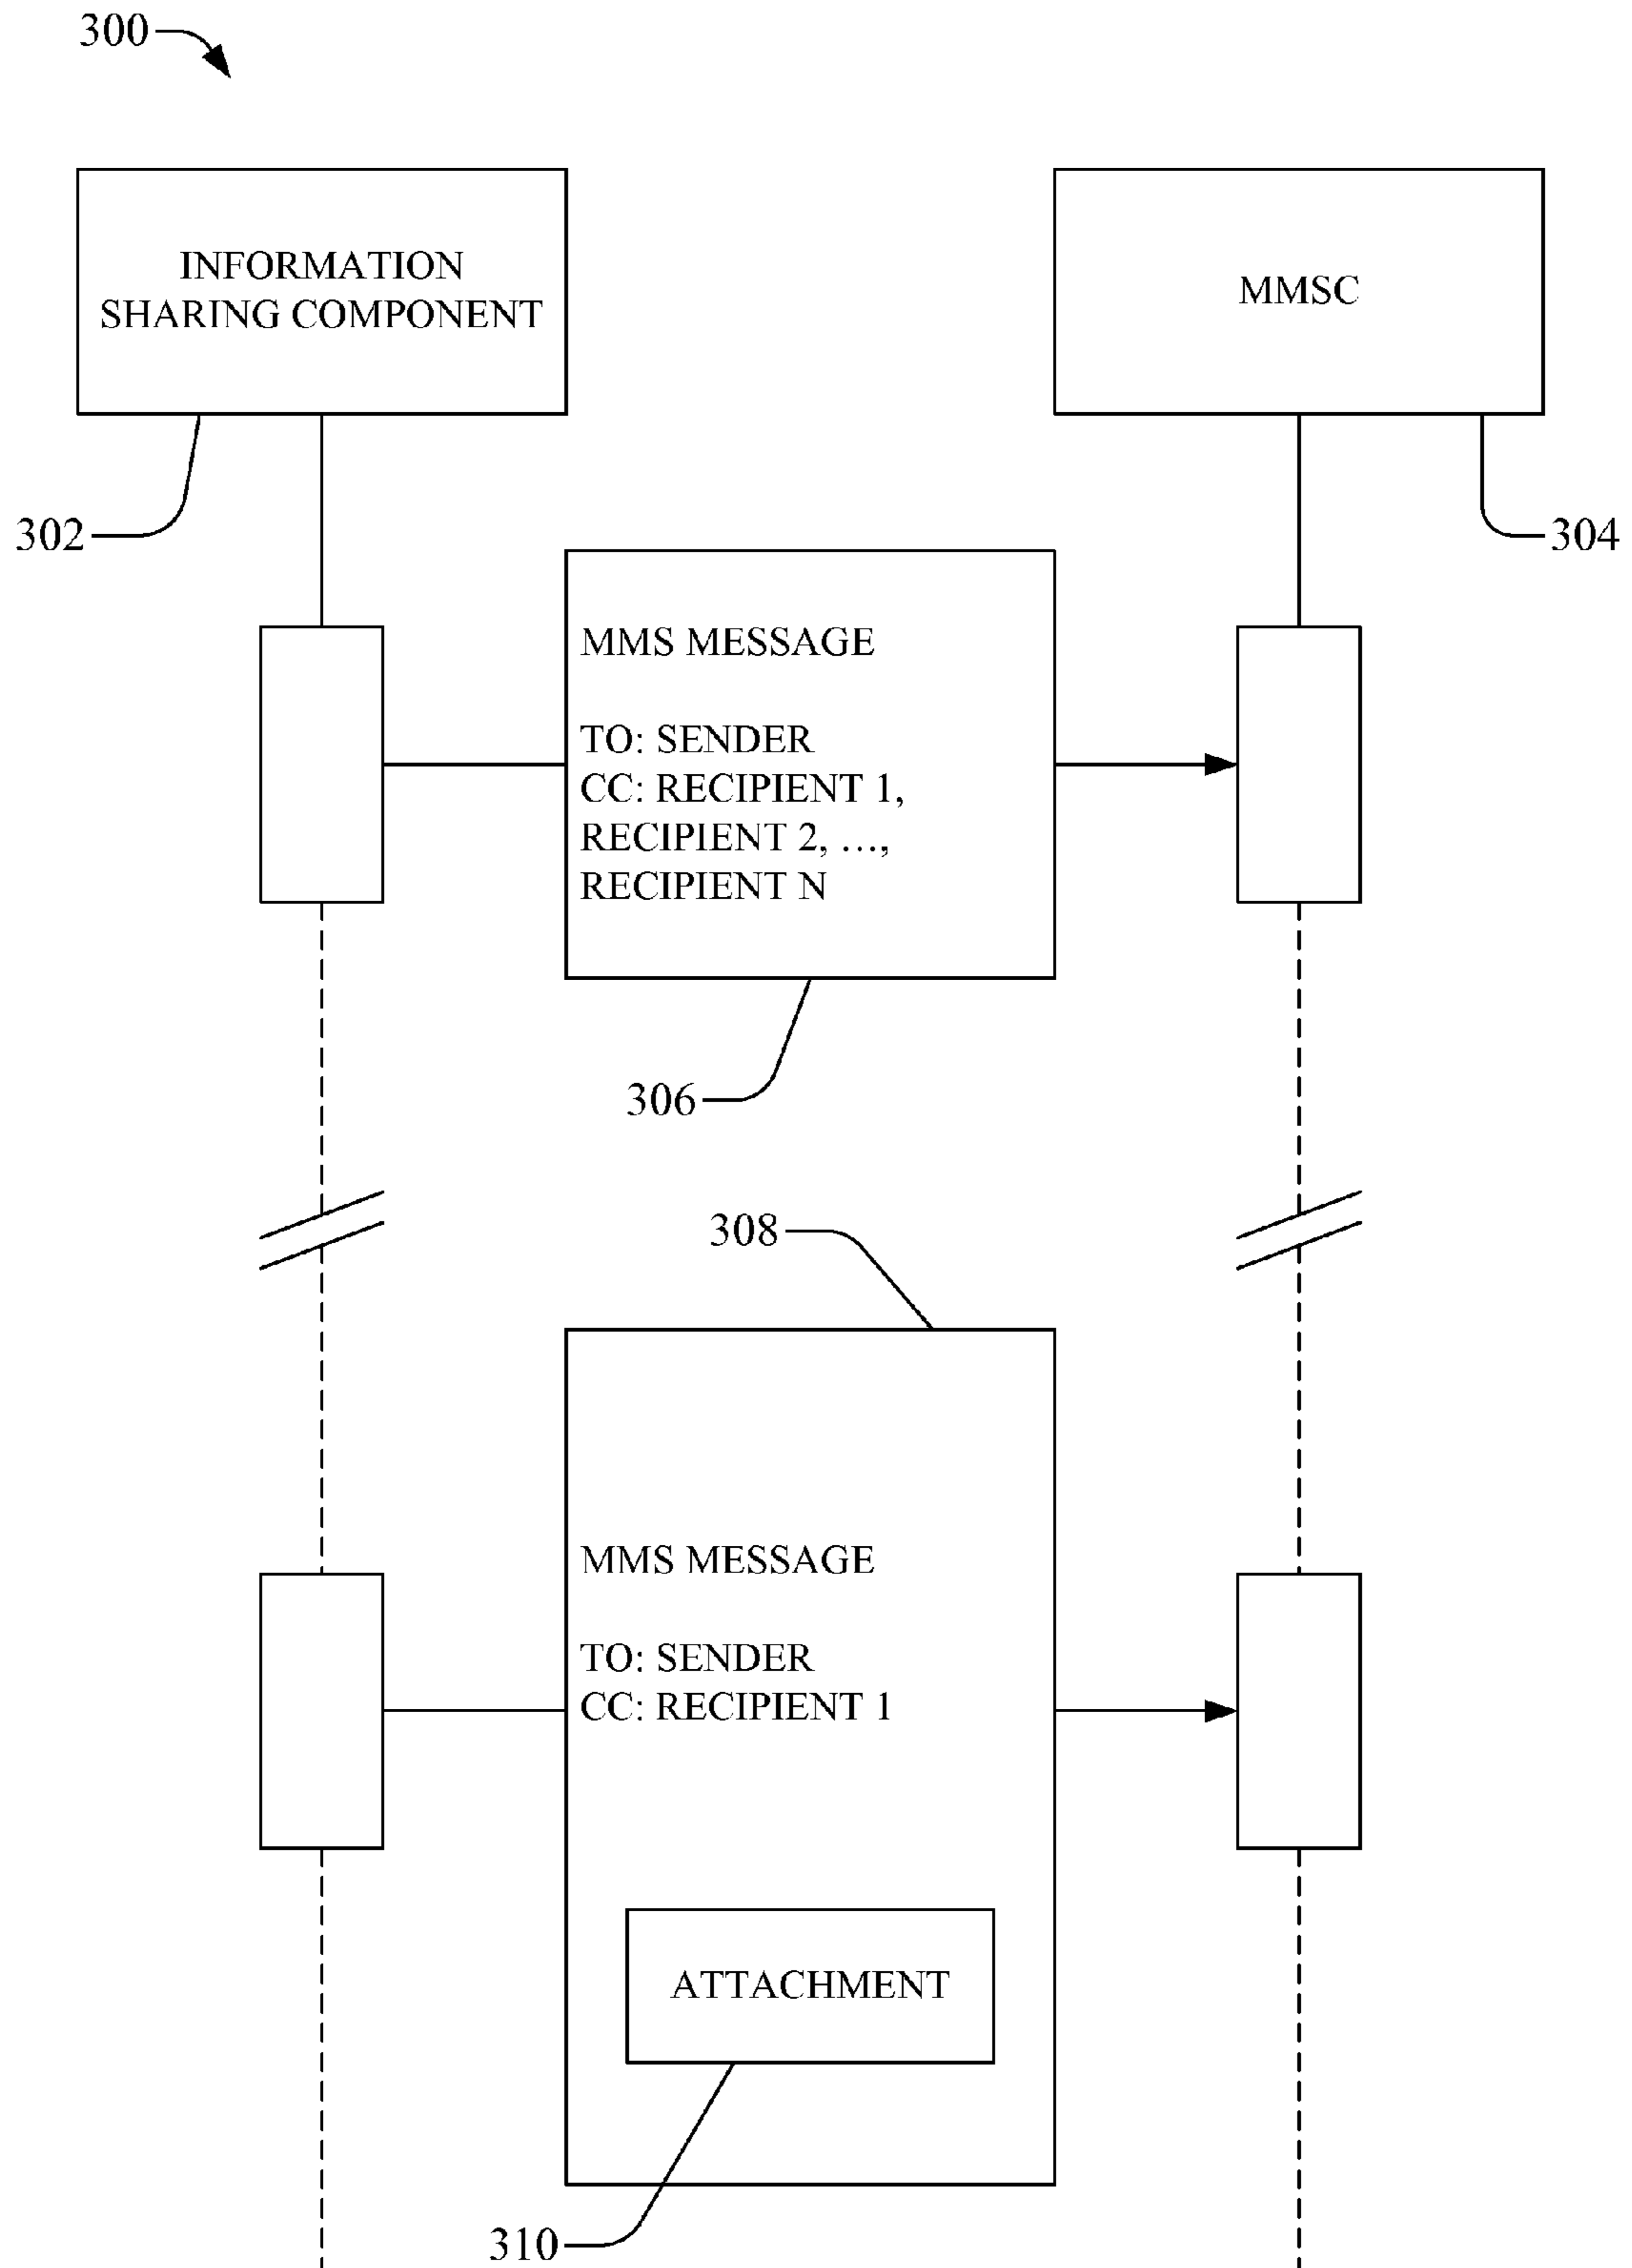 300
INFORMATION
SHARING COMPONENT
MMSC
302
304
MMS MESSAGE
TO: SENDER
CC: RECIPIENT 1,
RECIPIENT 2, ...,
RECIPIENT N
306
308
MMS MESSAGE
TO: SENDER
CC: RECIPIENT 1
ATTACHMENT
310